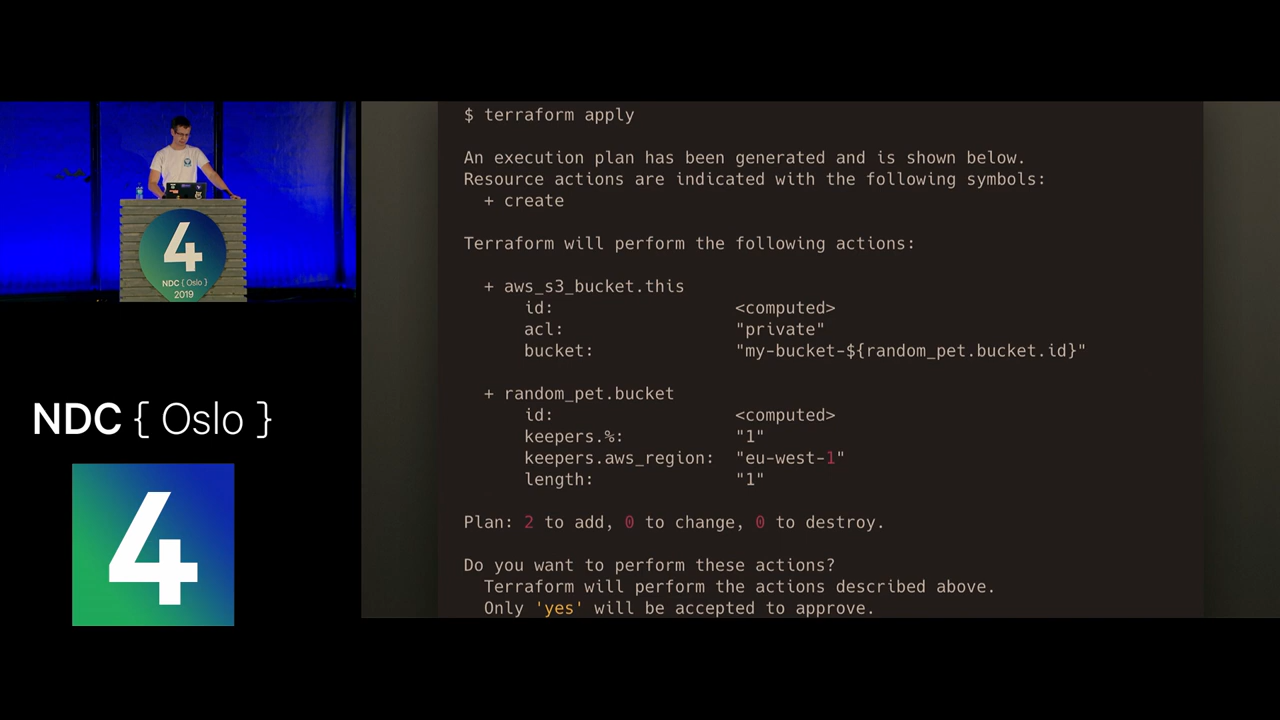 4
NDC { Oslo }
2019
NDC { Oslo }
4
$ terraform apply
An execution plan has been generated and is shown below.
Resource actions are indicated with the following symbols:
+ create
Terraform will perform the following actions:
+ aws_s3_bucket.this
id: <computed>
acl: "private"
bucket: "my-bucket-${random_pet.bucket.id}"
+ random_pet.bucket
id: <computed>
keepers.%: "1"
keepers.aws_region: "eu-west-1"
length: "1"
Plan: 2 to add, 0 to change, 0 to destroy.
Do you want to perform these actions?
Terraform will perform the actions described above.
Only 'yes' will be accepted to approve.